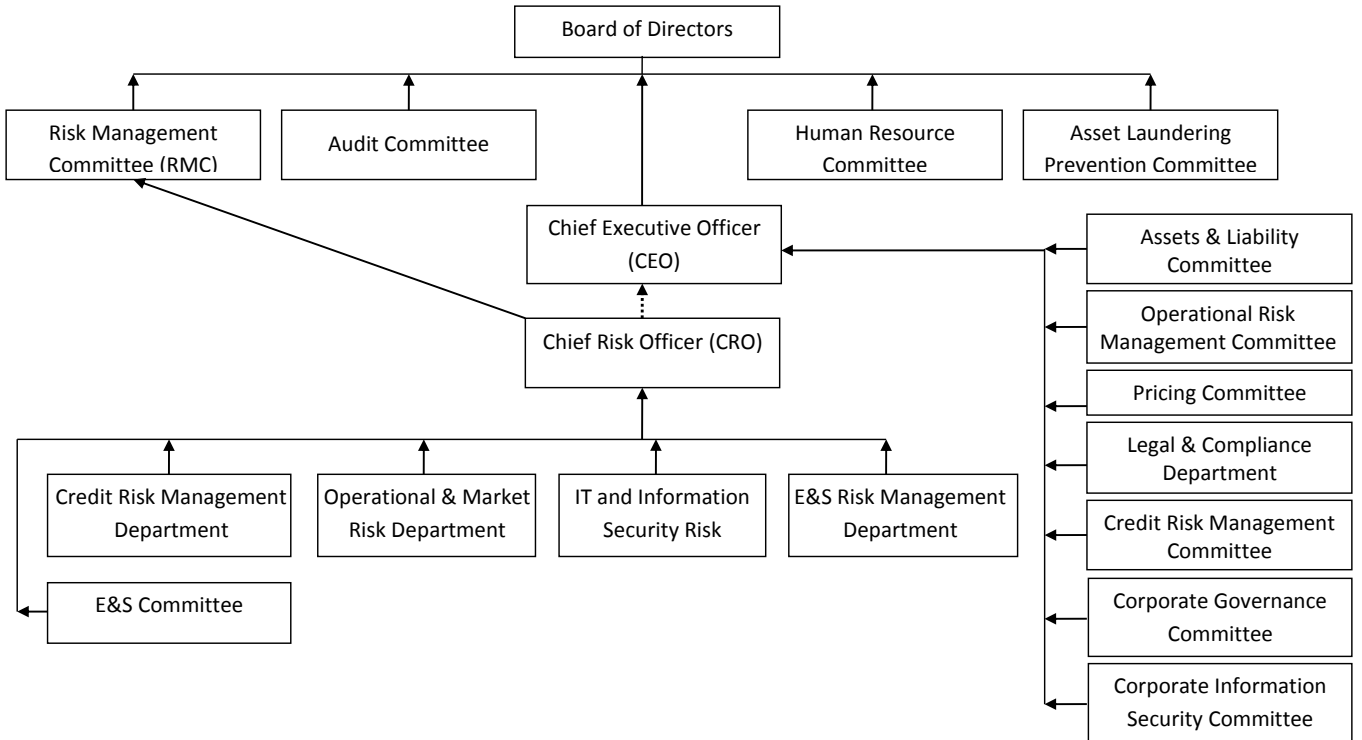 Board of Directors
Risk Management
Committee (RMC)
Audit Committee
Human Resource
Committee
Asset Laundering
Prevention Committee
Chief Executive Officer
(CEO)
Assets & Liability
Committee
Chief Risk Officer (CRO)
Operational Risk
Management Committee
Pricing Committee
Legal & Compliance
Department
Credit Risk Management
Department
Operational & Market
Risk Department
IT and Information
Security Risk
E&S Risk Management
Department
Credit Risk Management
Committee
E&S Committee
Corporate Governance
Committee
Corporate Information
Security Committee